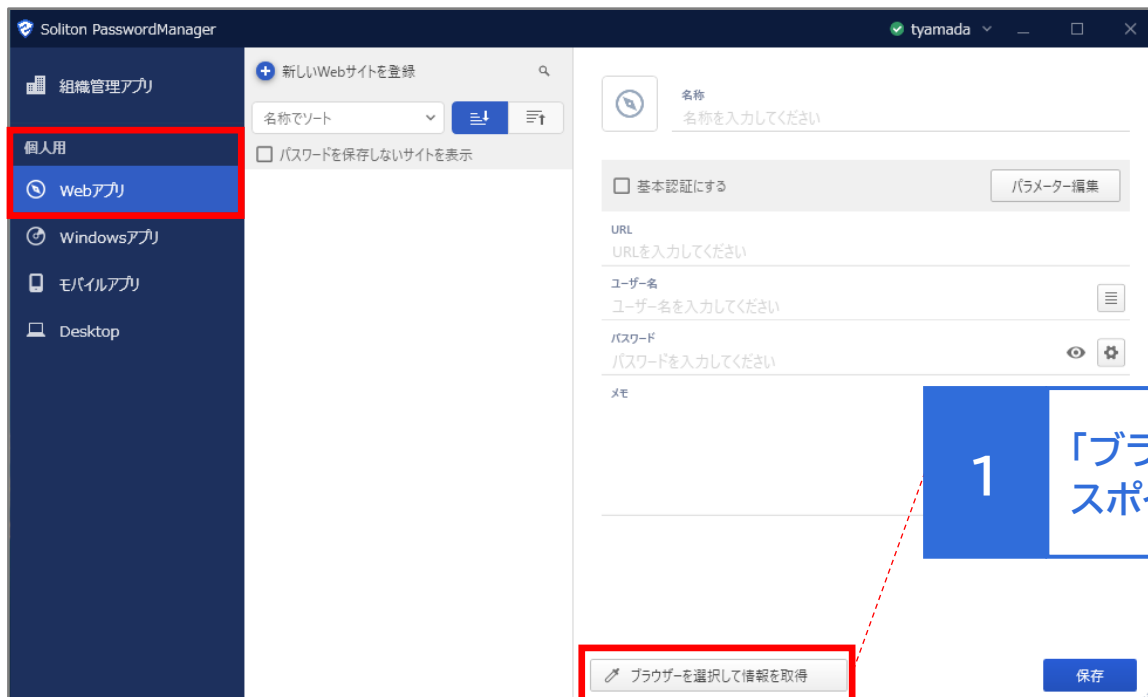 Soliton PasswordManager
tyamada
組織管理アプリ
個人用
Webアプリ
Windowsアプリ
モバイルアプリ
Desktop
新しいWebサイトを登録
名称でソート
パスワードを保存しないサイトを表示
名称
名称を入力してください
基本認証にする
パラメーター編集
URL
URLを入力してください
ユーザー名
ユーザー名を入力してください
パスワード
パスワードを入力してください
メモ
1
「ブラ
スポイ
ブラウザーを選択して情報を取得
保存